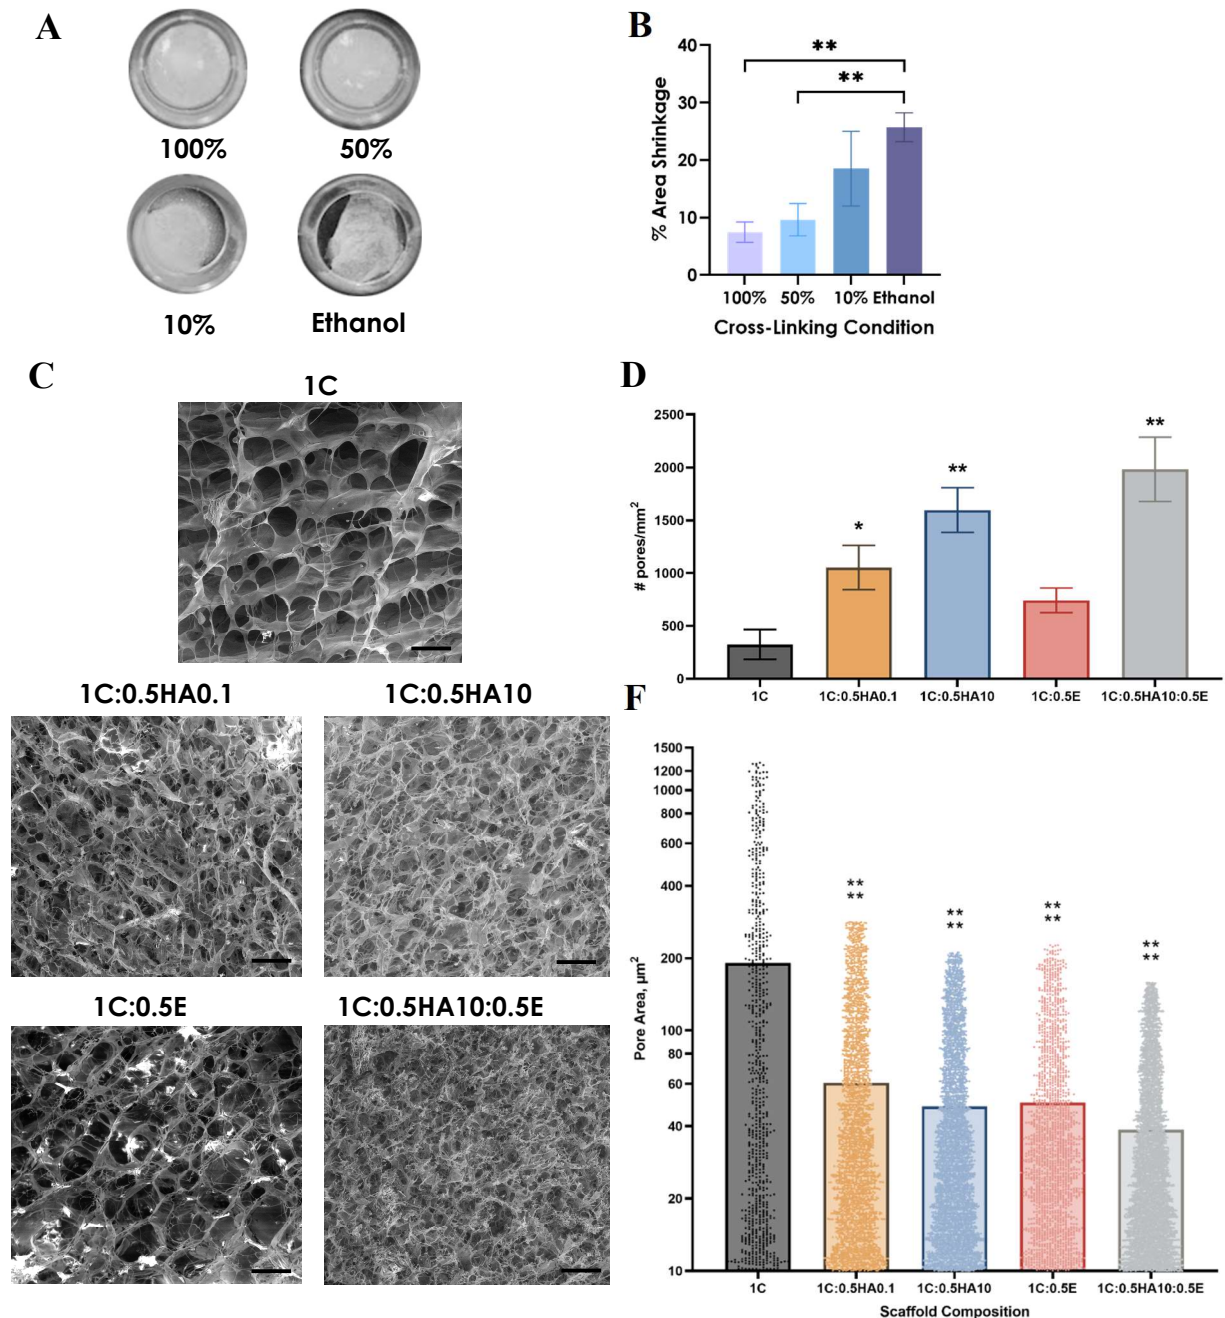 A
100%
50%
10%
Ethanol
B
40
30
20
10
0
% Area Shrinkage
**
**
100% 50% 10% Ethanol
Cross-Linking Condition
C
1C
1C:0.5HA0.1
1C:0.5HA10
1C:0.5E
1C:0.5HA10:0.5E
D
2500
2000
1500
1000
500
0
# pores/mm²
*
**
**
1C 1C:0.5HA0.1 1C:0.5HA10 1C:0.5E 1C:0.5HA10:0.5E
F
1500
1200
1000
800
600
400
200
100
80
60
40
20
10
Pore Area, µm²
**
**
**
**
**
**
**
**
1C 1C:0.5HA0.1 1C:0.5HA10 1C:0.5E 1C:0.5HA10:0.5E
Scaffold Composition